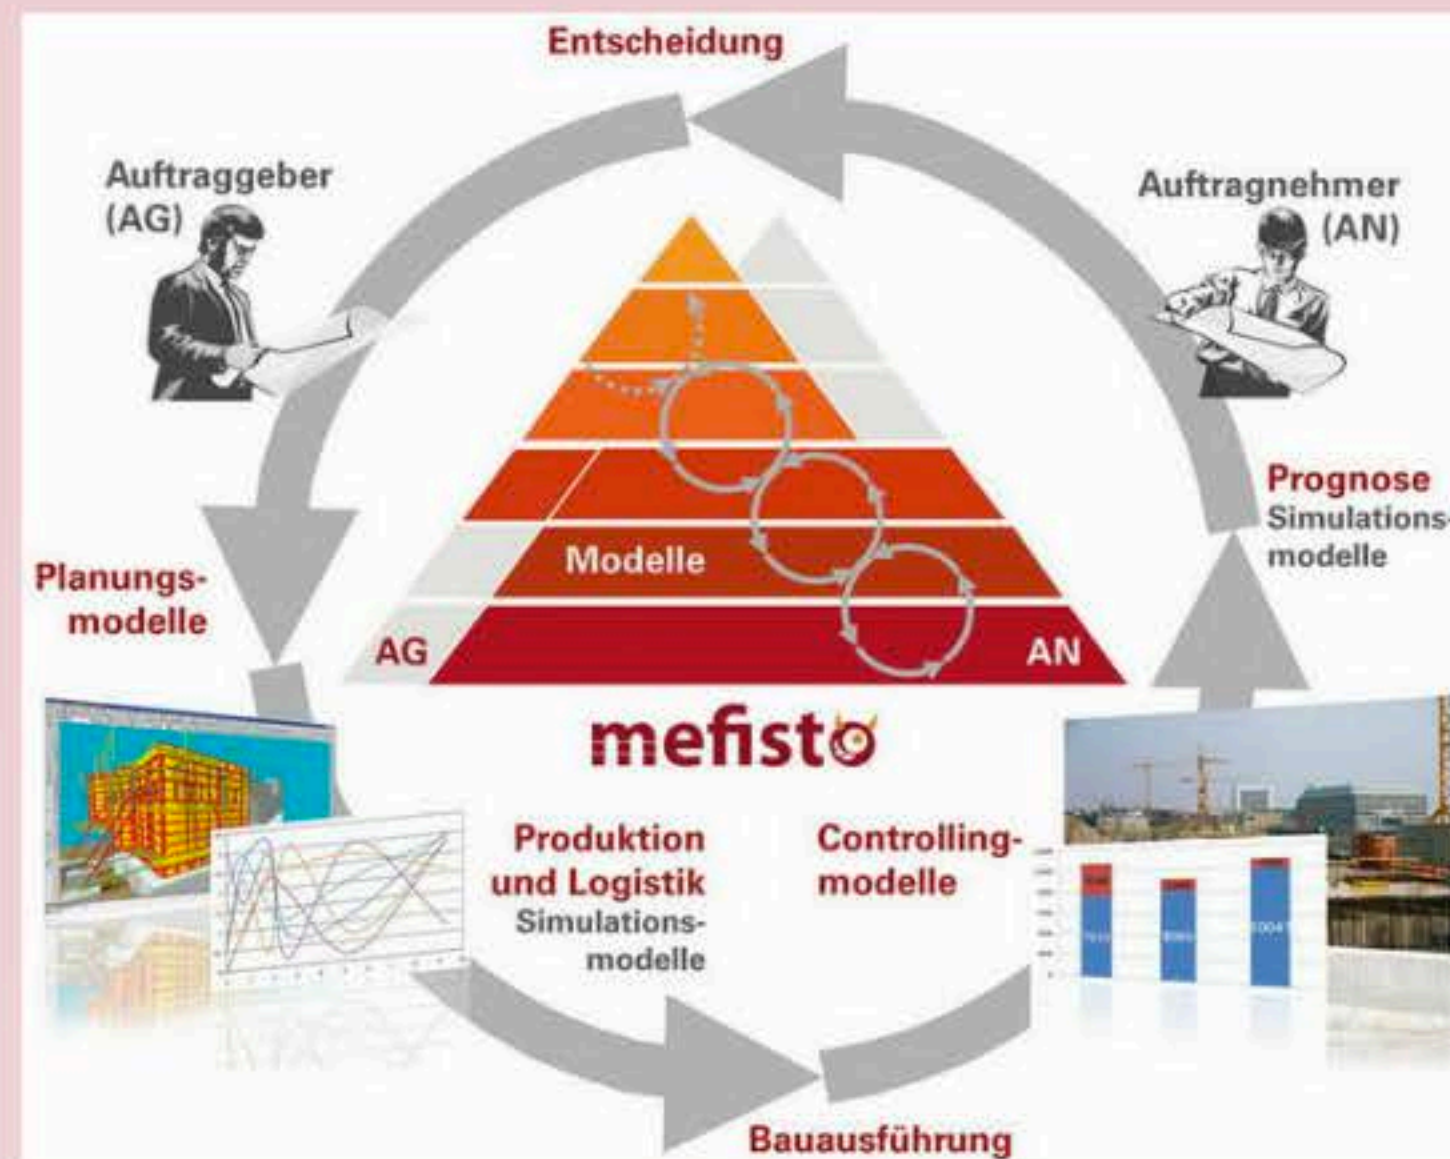 Entscheidung
Auftraggeber
(AG)
Auftragnehmer
(AN)
Prognose
Simulations-
modelle
Planungs-
modelle
Modelle
AG
AN
mefisto
Produktion
und Logistik
Simulations-
modelle
Controlling-
modelle
Bauausführung